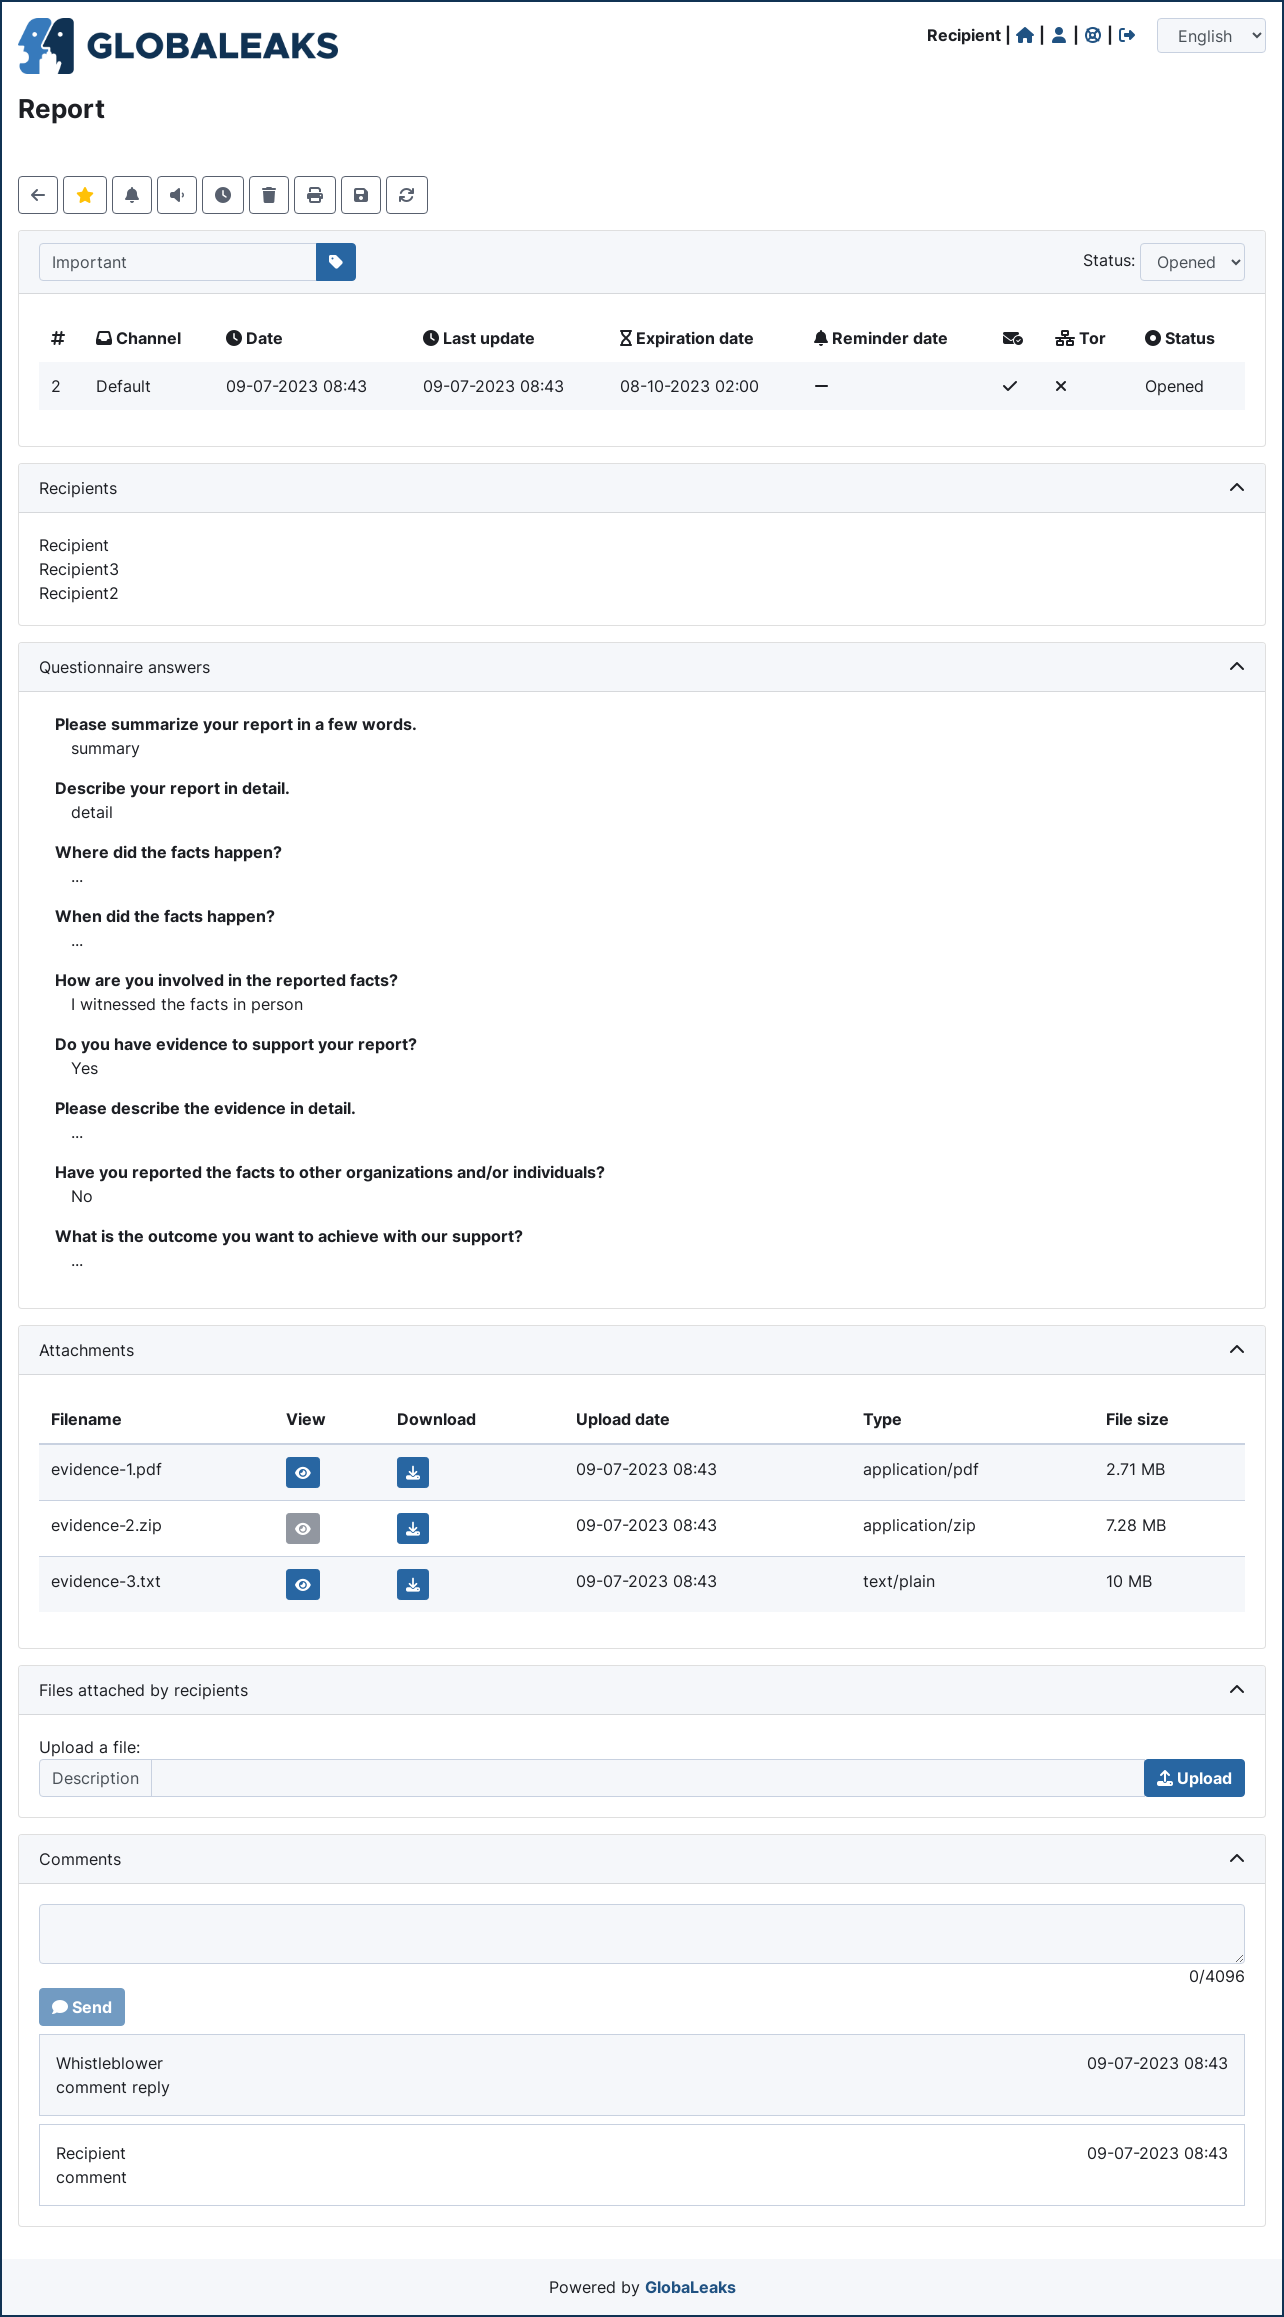 GLOBALEAKS
Recipient | | | |
English
Report
Important
Status: Opened
# Channel Date Last update Expiration date Reminder date Tor Status
2 Default 09-07-2023 08:43 09-07-2023 08:43 08-10-2023 02:00 — Opened
Recipients
Recipient
Recipient3
Recipient2
Questionnaire answers
Please summarize your report in a few words.
summary
Describe your report in detail.
detail
Where did the facts happen?
...
When did the facts happen?
...
How are you involved in the reported facts?
I witnessed the facts in person
Do you have evidence to support your report?
Yes
Please describe the evidence in detail.
...
Have you reported the facts to other organizations and/or individuals?
No
What is the outcome you want to achieve with our support?
...
Attachments
Filename View Download Upload date Type File size
evidence-1.pdf 09-07-2023 08:43 application/pdf 2.71 MB
evidence-2.zip 09-07-2023 08:43 application/zip 7.28 MB
evidence-3.txt 09-07-2023 08:43 text/plain 10 MB
Files attached by recipients
Upload a file:
Description Upload
Comments
0/4096
Send
Whistleblower 09-07-2023 08:43
comment reply
Recipient 09-07-2023 08:43
comment
Powered by GlobaLeaks